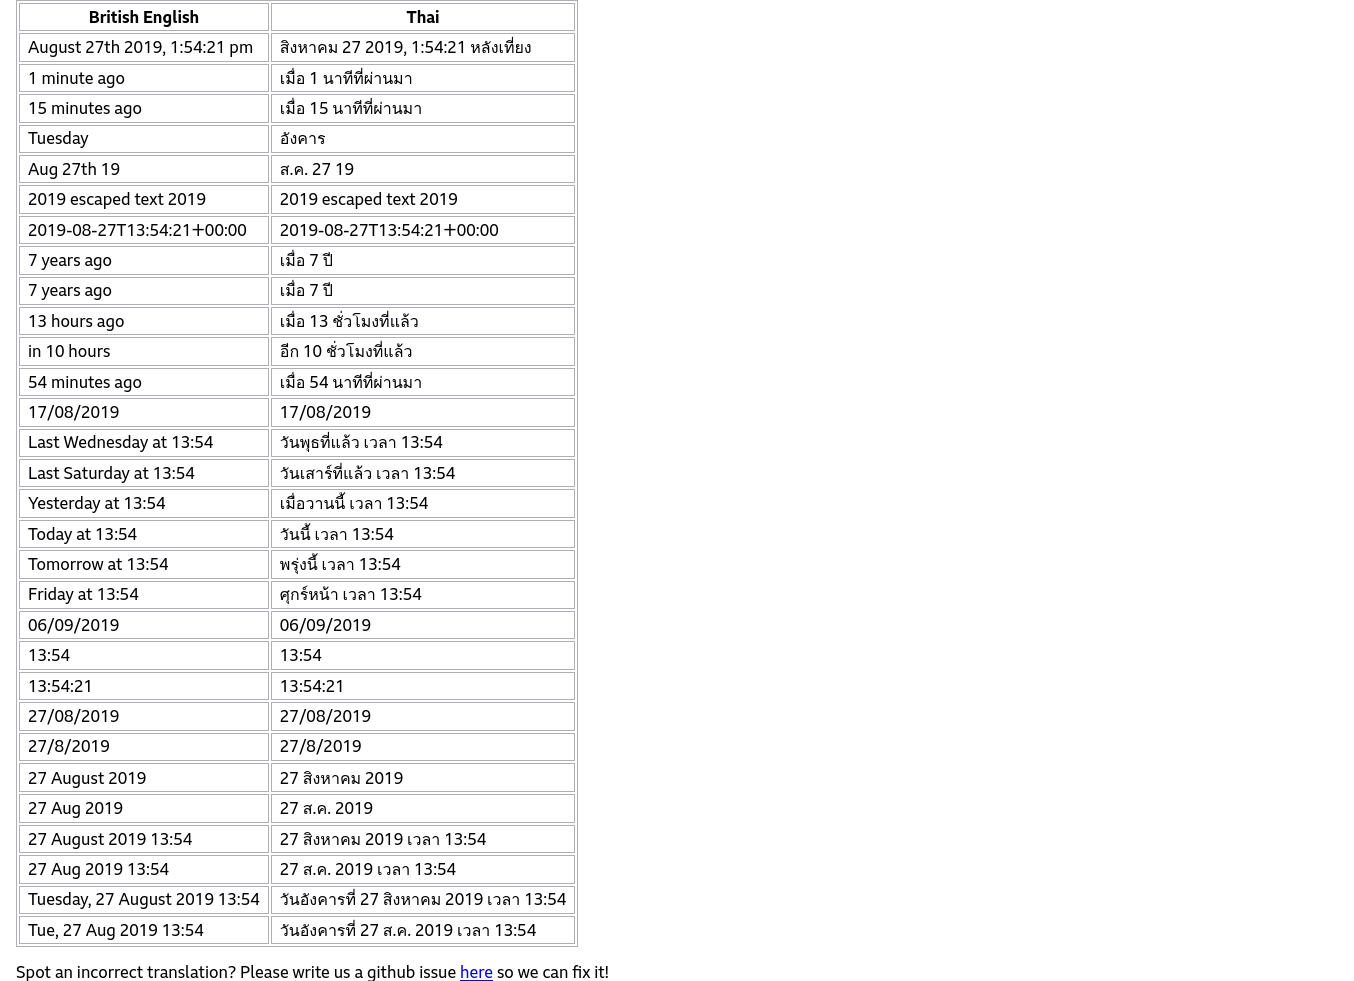 British English Thai
August 27th 2019, 1:54:21 pm สิงหาคม 27 2019, 1:54:21 หลังเที่ยง
1 minute ago เมื่อ 1 นาทีที่ผ่านมา
15 minutes ago เมื่อ 15 นาทีที่ผ่านมา
Tuesday อังคาร
Aug 27th 19 ส.ค. 27 19
2019 escaped text 2019 2019 escaped text 2019
2019-08-27T13:54:21+00:00 2019-08-27T13:54:21+00:00
7 years ago เมื่อ 7 ปี
7 years ago เมื่อ 7 ปี
13 hours ago เมื่อ 13 ชั่วโมงที่แล้ว
in 10 hours อีก 10 ชั่วโมงที่แล้ว
54 minutes ago เมื่อ 54 นาทีที่ผ่านมา
17/08/2019 17/08/2019
Last Wednesday at 13:54 วันพุธที่แล้ว เวลา 13:54
Last Saturday at 13:54 วันเสาร์ที่แล้ว เวลา 13:54
Yesterday at 13:54 เมื่อวานนี้ เวลา 13:54
Today at 13:54 วันนี้ เวลา 13:54
Tomorrow at 13:54 พรุ่งนี้ เวลา 13:54
Friday at 13:54 ศุกร์หน้า เวลา 13:54
06/09/2019 06/09/2019
13:54 13:54
13:54:21 13:54:21
27/08/2019 27/08/2019
27/8/2019 27/8/2019
27 August 2019 27 สิงหาคม 2019
27 Aug 2019 27 ส.ค. 2019
27 August 2019 13:54 27 สิงหาคม 2019 เวลา 13:54
27 Aug 2019 13:54 27 ส.ค. 2019 เวลา 13:54
Tuesday, 27 August 2019 13:54 วันอังคารที่ 27 สิงหาคม 2019 เวลา 13:54
Tue, 27 Aug 2019 13:54 วันอังคารที่ 27 ส.ค. 2019 เวลา 13:54
Spot an incorrect translation? Please write us a github issue here so we can fix it!